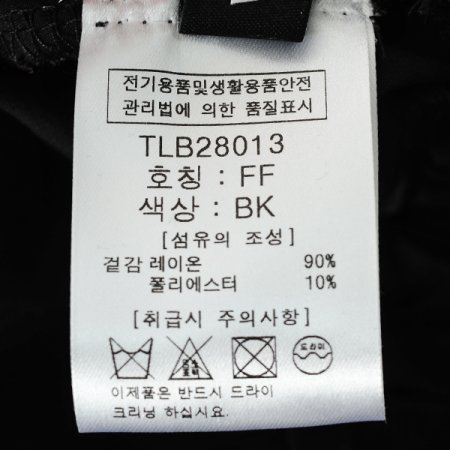 전기용품및생활용품안전
관리법에 의한 품질표시
TLB28013
호칭 : FF
색상 : BK
[섬유의 조성]
겉감 레이온 90%
폴리에스터 10%
[취급시 주의사항]
드라이
이제품은 반드시 드라이
크리닝 하십시요.